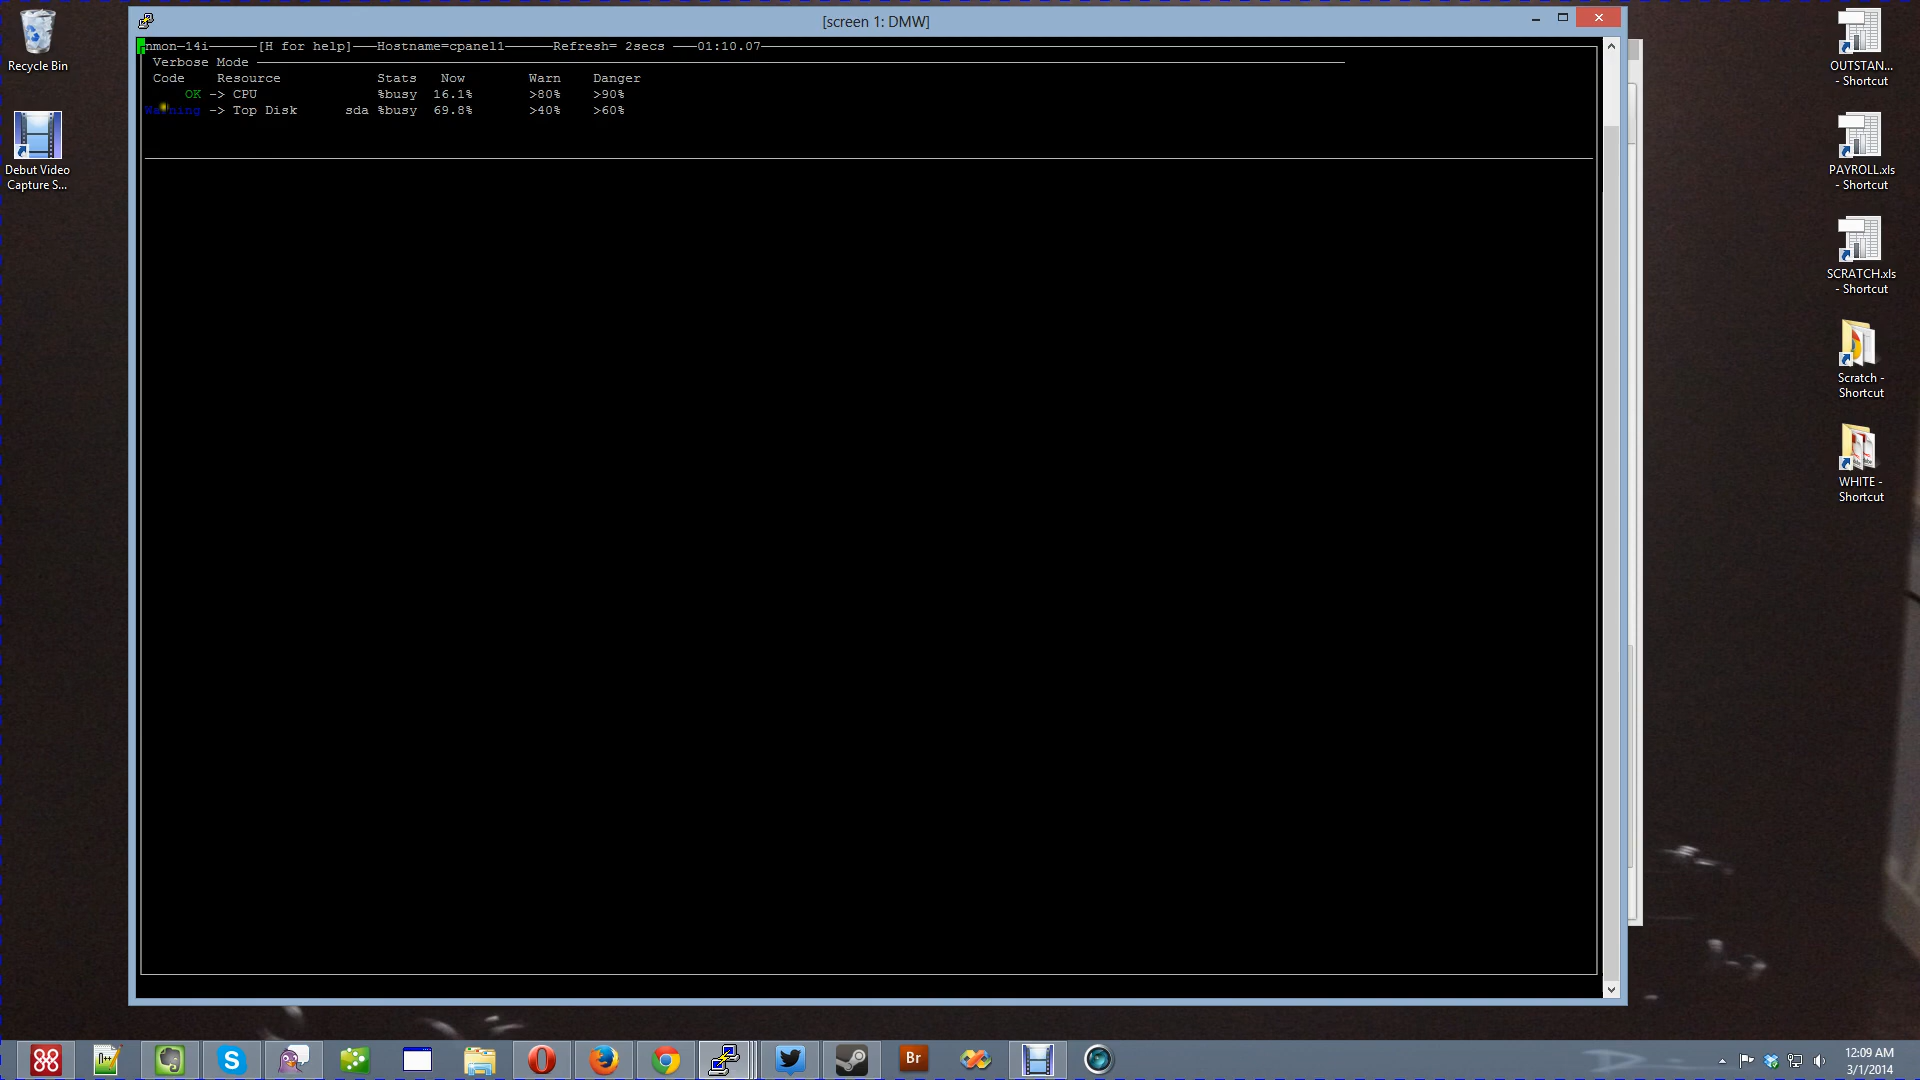 [screen 1: DMW]
nmon-14i [H for help] Hostname=cpanel1 Refresh= 2secs 01:10.07
Verbose Mode
Code Resource Stats Now Warn Danger
OK -> CPU %busy 16.1% >80% >90%
Warning -> Top Disk sda %busy 69.8% >40% >60%
Recycle Bin
Debut Video
Capture S...
OUTSTAN...
- Shortcut
PAYROLL.xls
- Shortcut
SCRATCH.xls
- Shortcut
Scratch -
Shortcut
WHITE -
Shortcut
Br
12:09 AM
3/1/2014